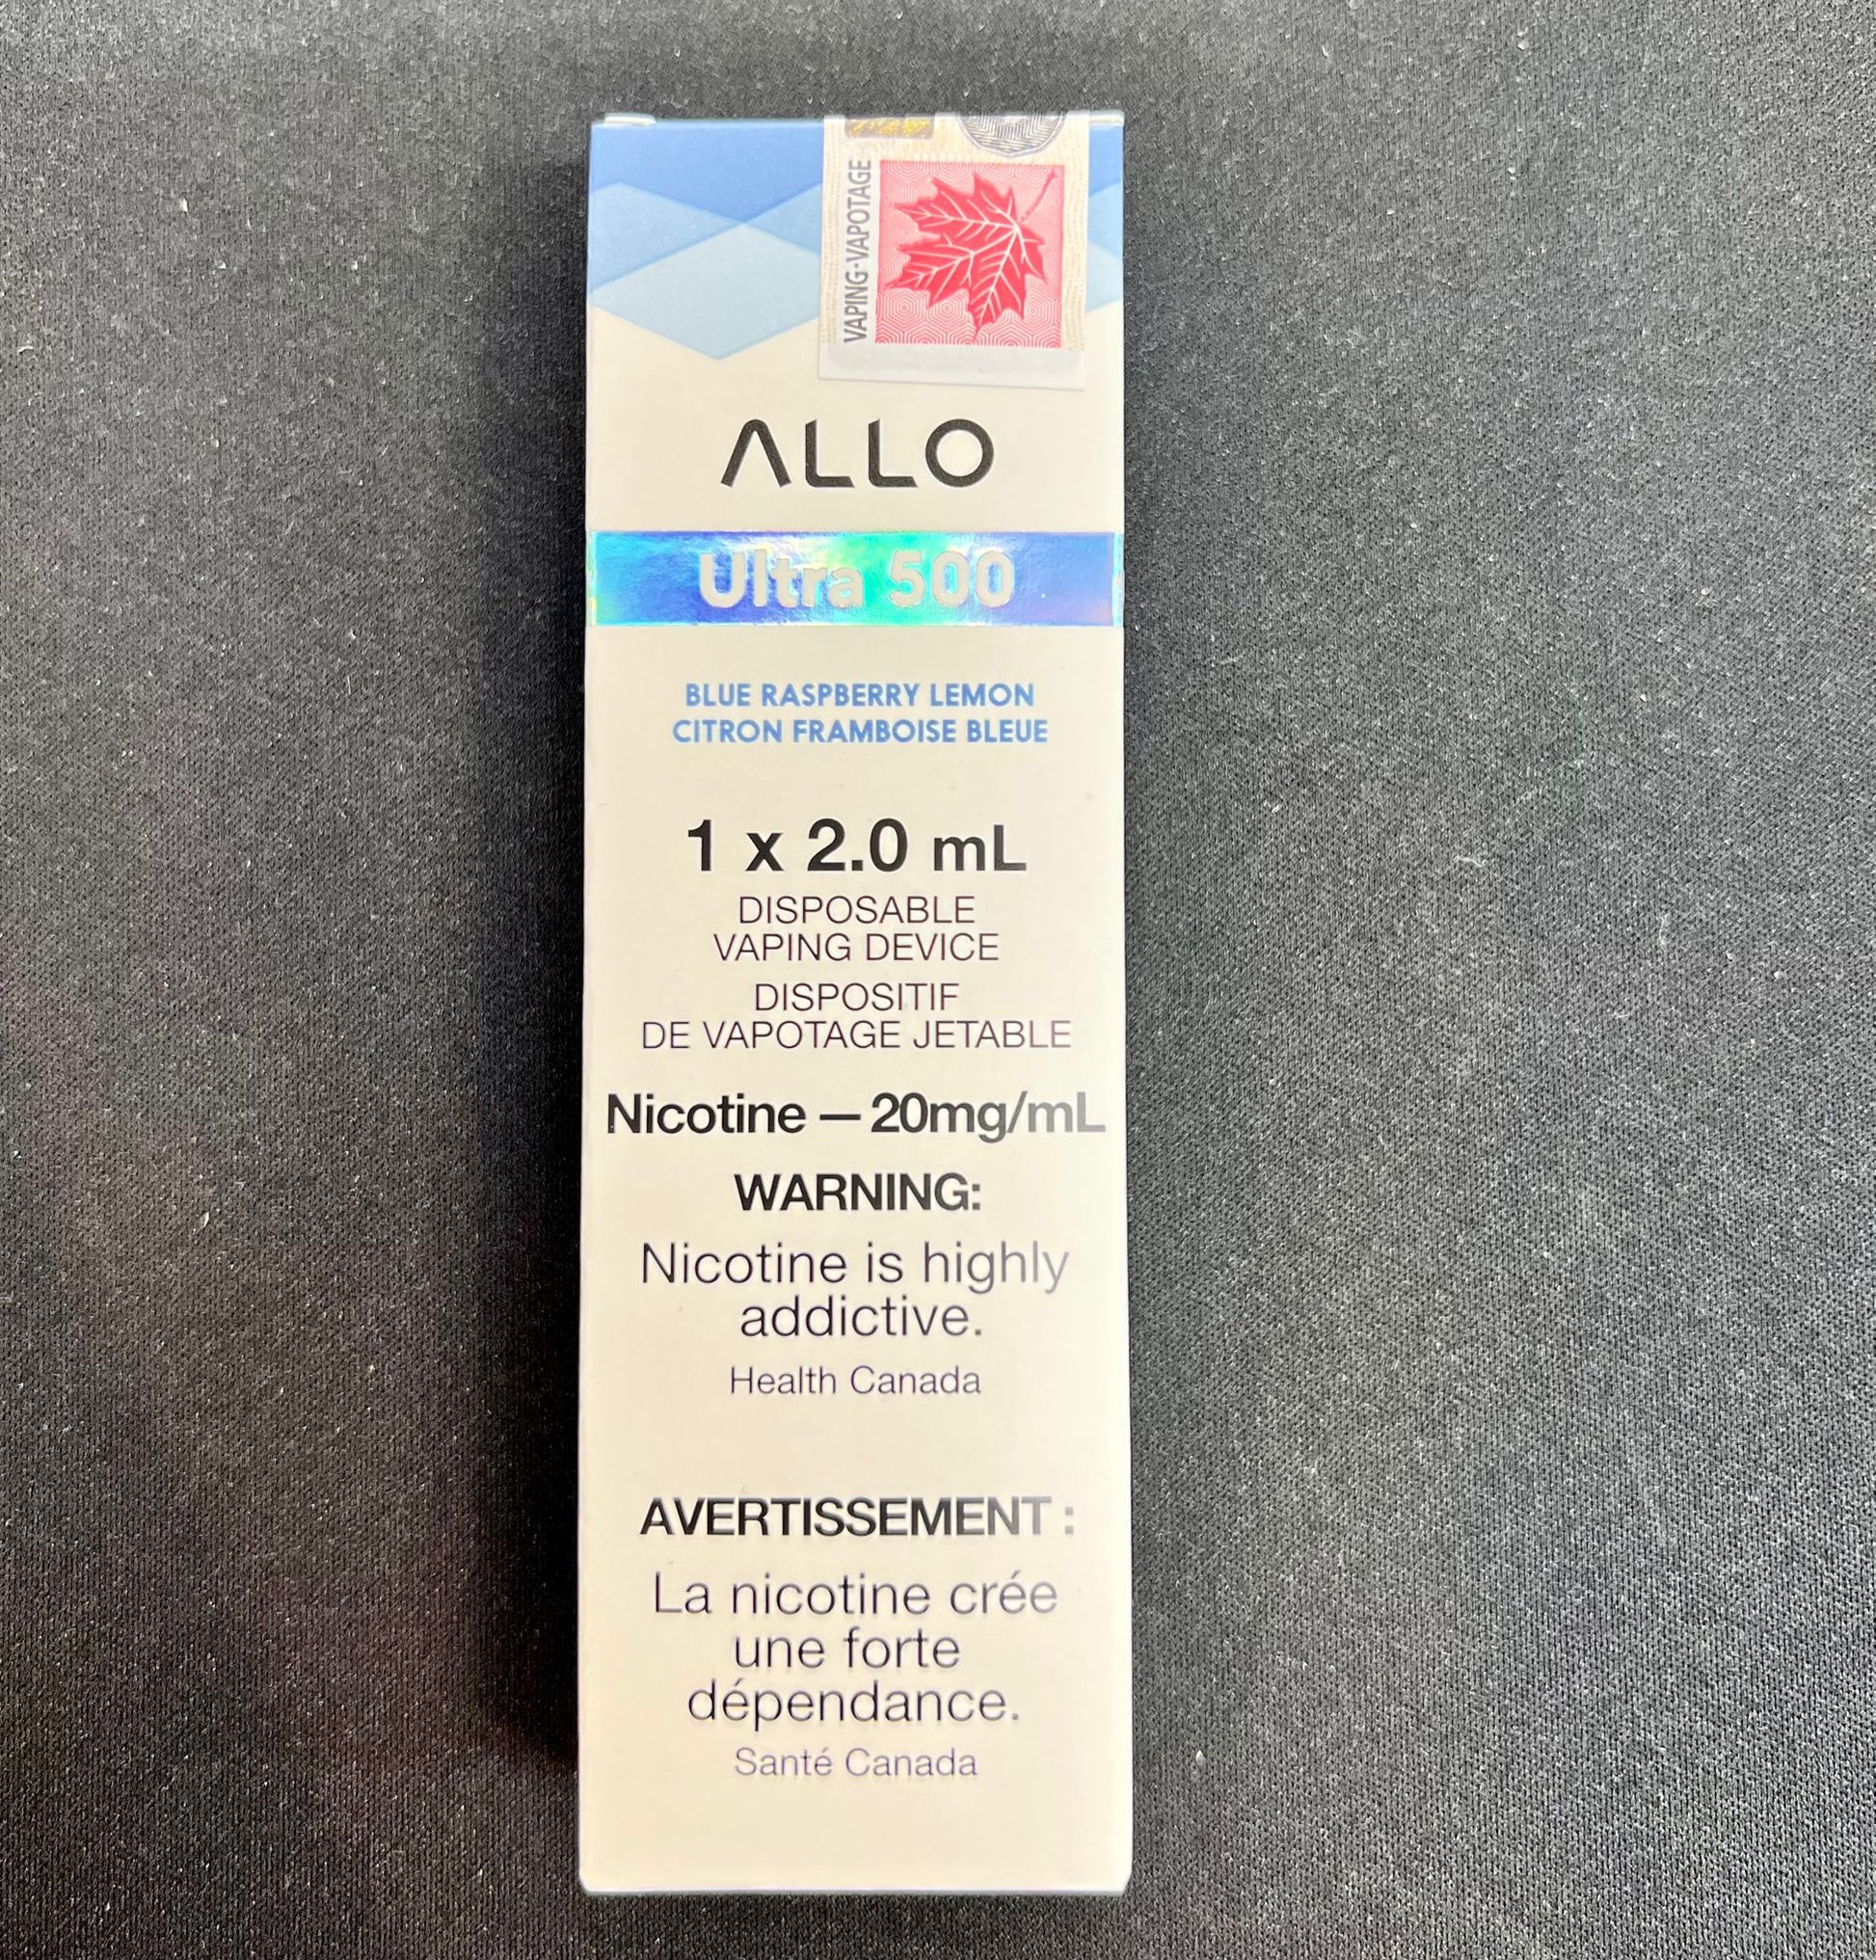 VAPING-VAPOTAGE
ALLO
Ultra 500
BLUE RASPBERRY LEMON
CITRON FRAMBOISE BLEUE
1 x 2.0 mL
DISPOSABLE
VAPING DEVICE
DISPOSITIF
DE VAPOTAGE JETABLE
Nicotine — 20mg/mL
WARNING:
Nicotine is highly
addictive.
Health Canada
AVERTISSEMENT :
La nicotine crée
une forte
dépendance.
Santé Canada